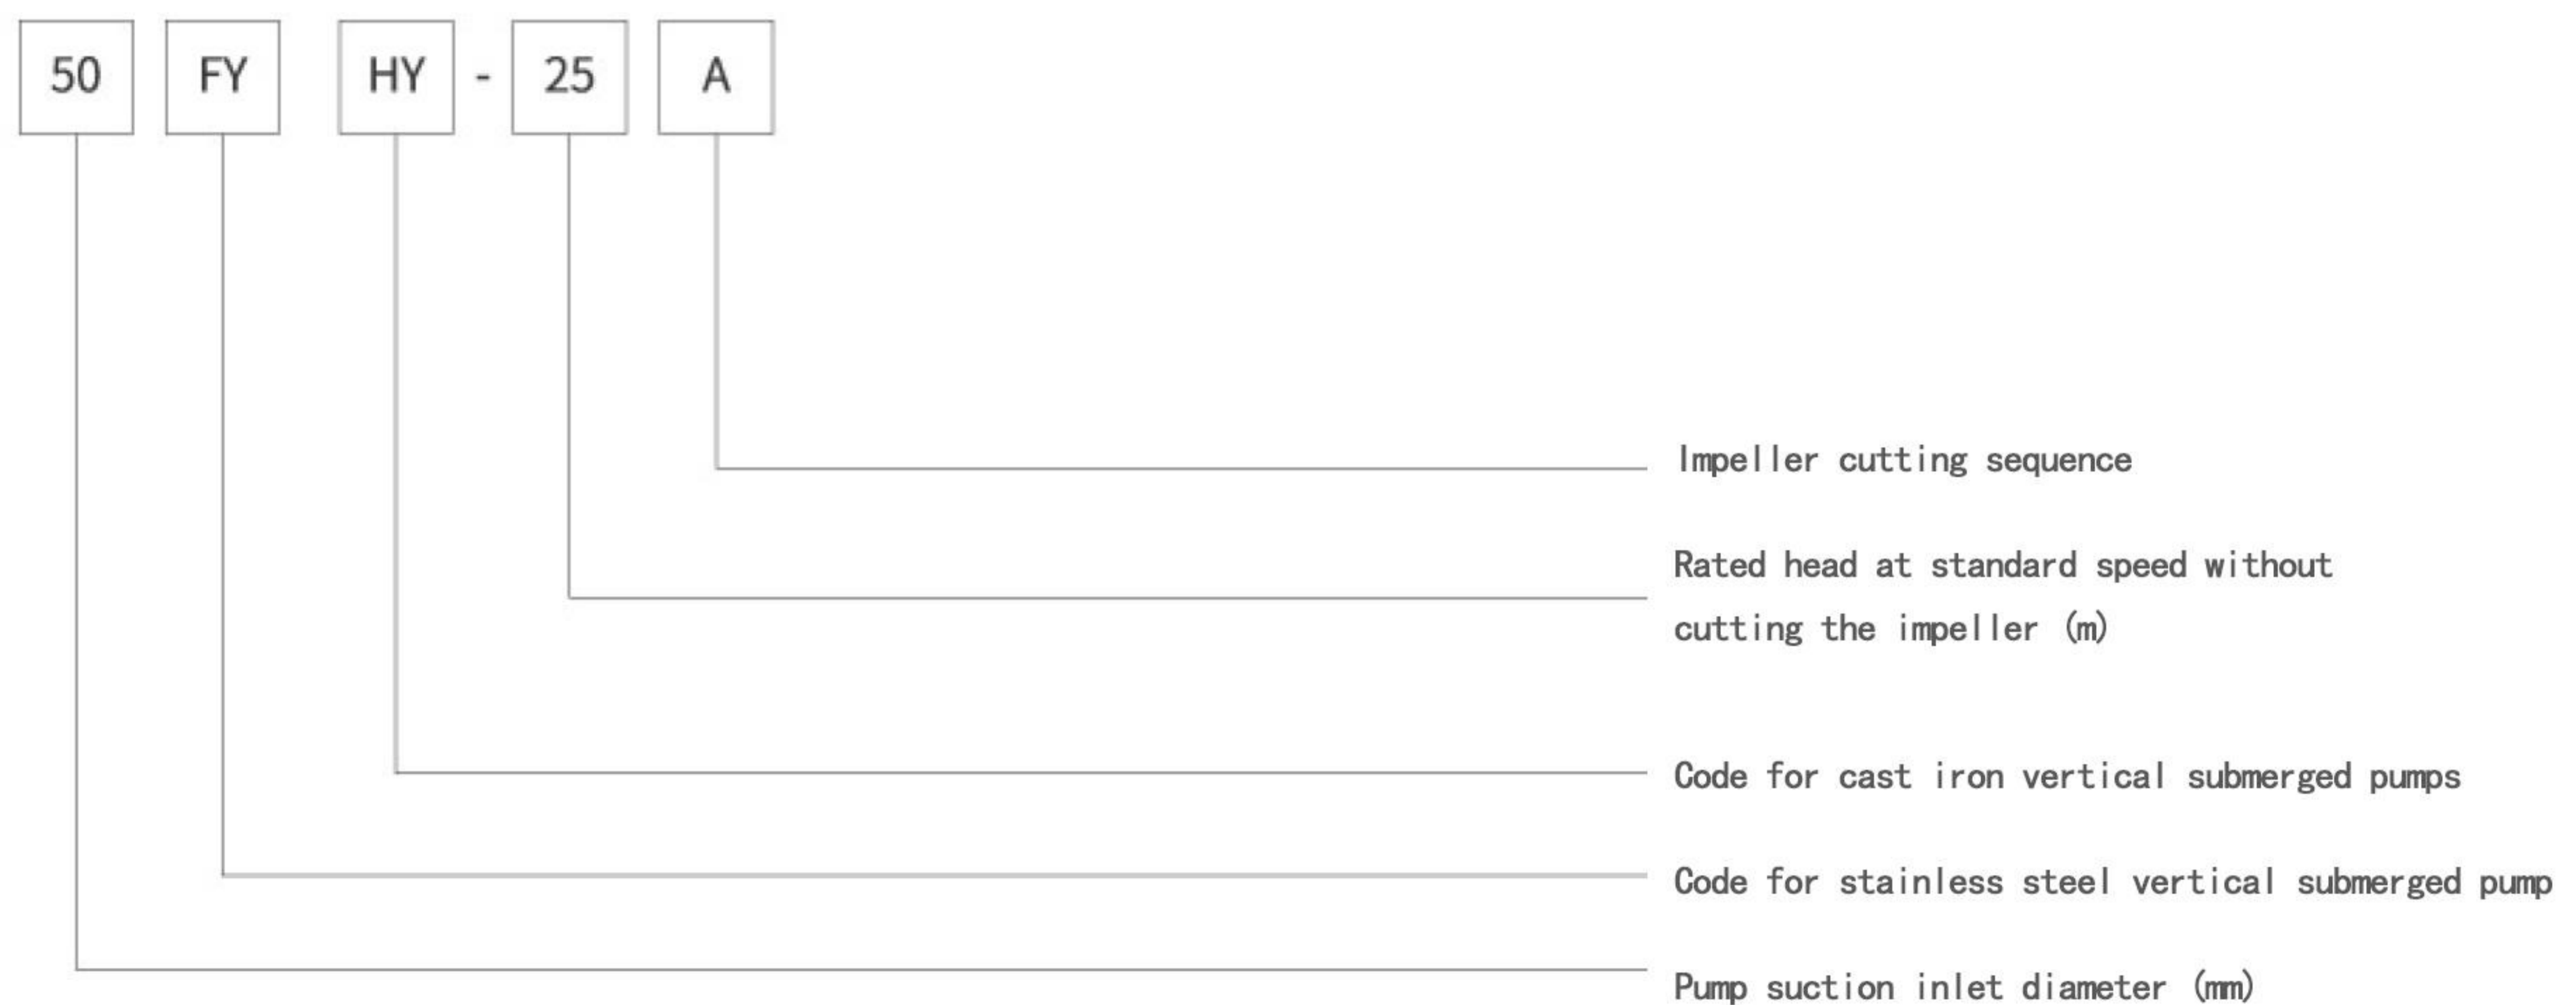 50 FY HY - 25 A
Impeller cutting sequence
Rated head at standard speed without
cutting the impeller (m)
Code for cast iron vertical submerged pumps
Code for stainless steel vertical submerged pump
Pump suction inlet diameter (mm)